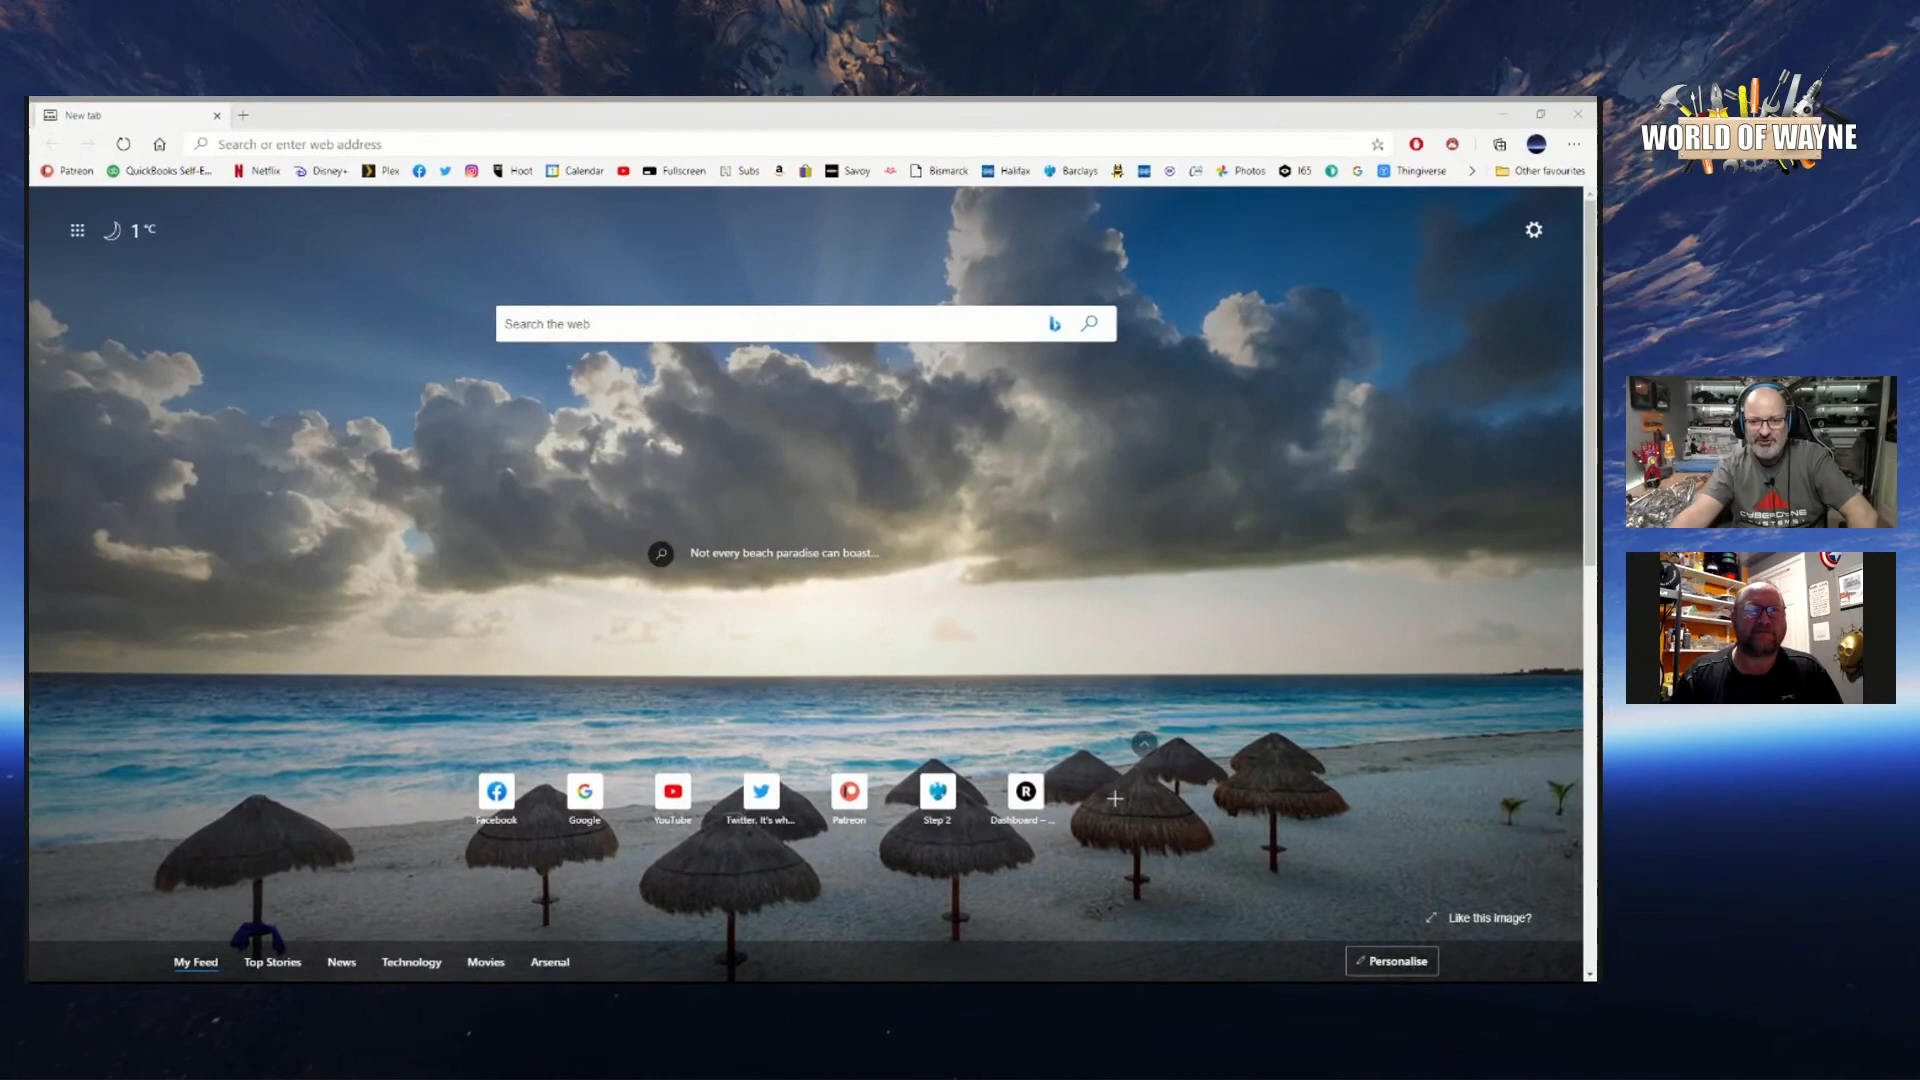 New tab
WORLD OF WAYNE
Search or enter web address
Patreon QuickBooks Self-E... Netflix Disney+ Plex Hoot Calendar Fullscreen Subs Savoy Bismarck Halifax Barclays Photos I65 Thingiverse Other favourites
1 °C
Search the web
CYBERDYNE
SYSTEMS
Not every beach paradise can boast...
Facebook Google YouTube Twitter. It's wh... Patreon Step 2 Dashboard – ...
Like this image?
My Feed Top Stories News Technology Movies Arsenal Personalise